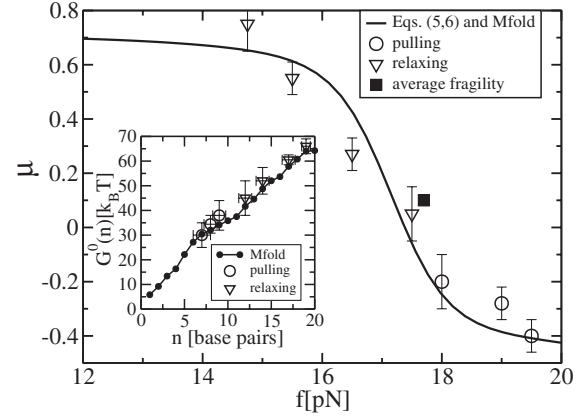 0.8
0.6
0.4
0.2
0
-0.2
-0.4
μ
12 14 16 18 20
f[pN]
Eqs. (5,6) and Mfold
pulling
relaxing
average fragility
70
60
50
40
30
20
10
0
G⁰(n)[k_BT]
0 5 10 15 20
n [base pairs]
Mfold
pulling
relaxing